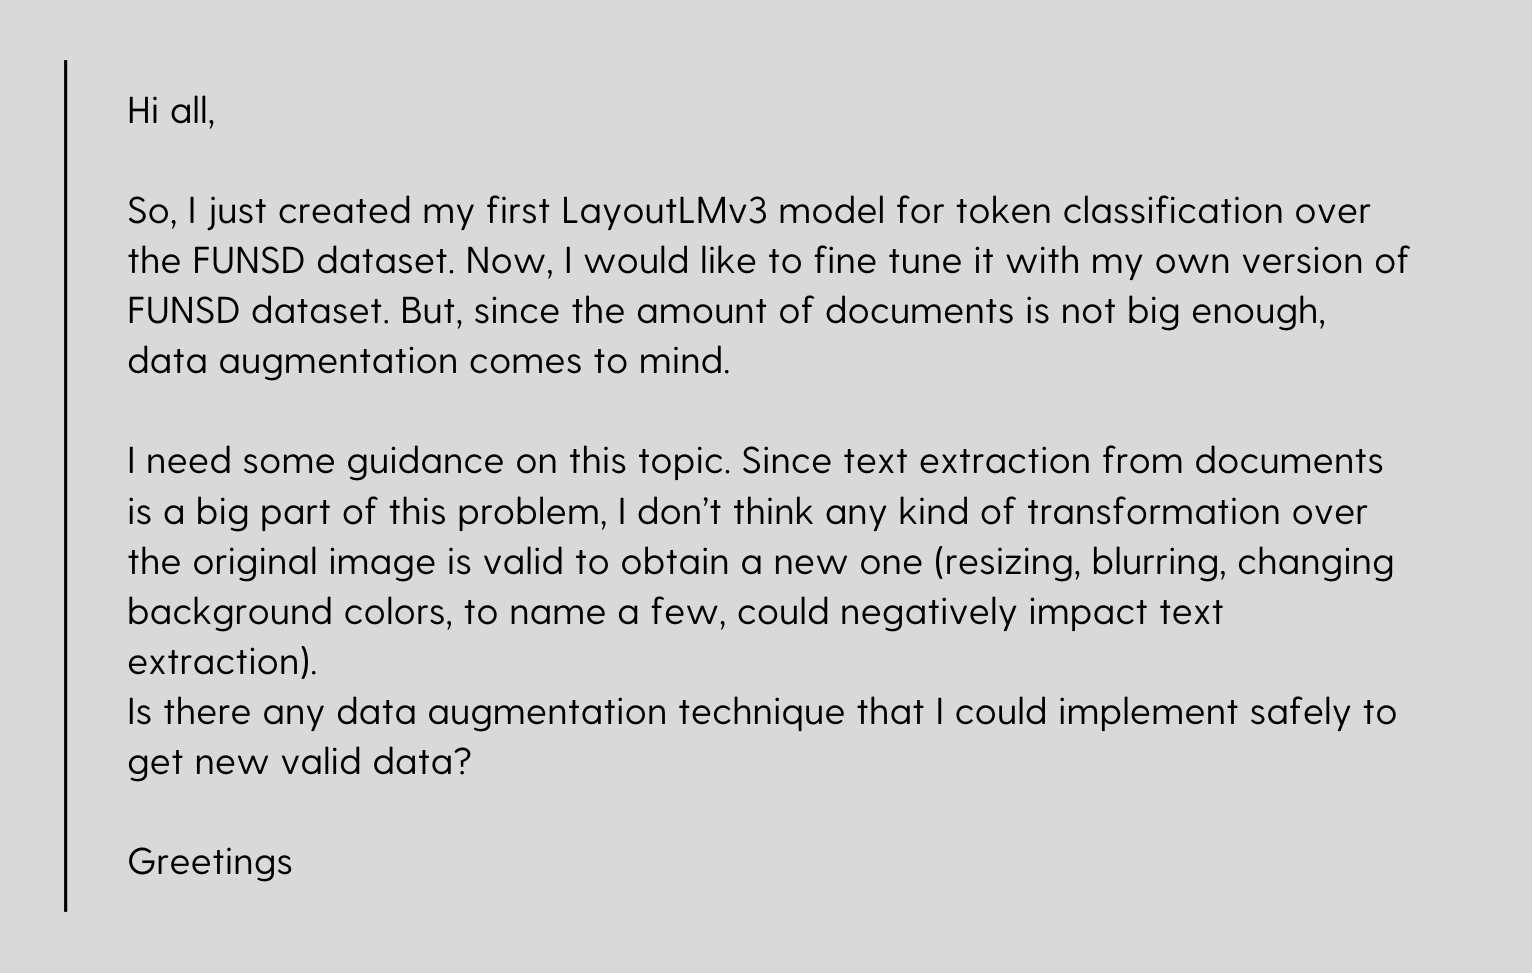 Hi all,
So, I just created my first LayoutLMv3 model for token classification over
the FUNSD dataset. Now, I would like to fine tune it with my own version of
FUNSD dataset. But, since the amount of documents is not big enough,
data augmentation comes to mind.
I need some guidance on this topic. Since text extraction from documents
is a big part of this problem, I don’t think any kind of transformation over
the original image is valid to obtain a new one (resizing, blurring, changing
background colors, to name a few, could negatively impact text
extraction).
Is there any data augmentation technique that I could implement safely to
get new valid data?
Greetings